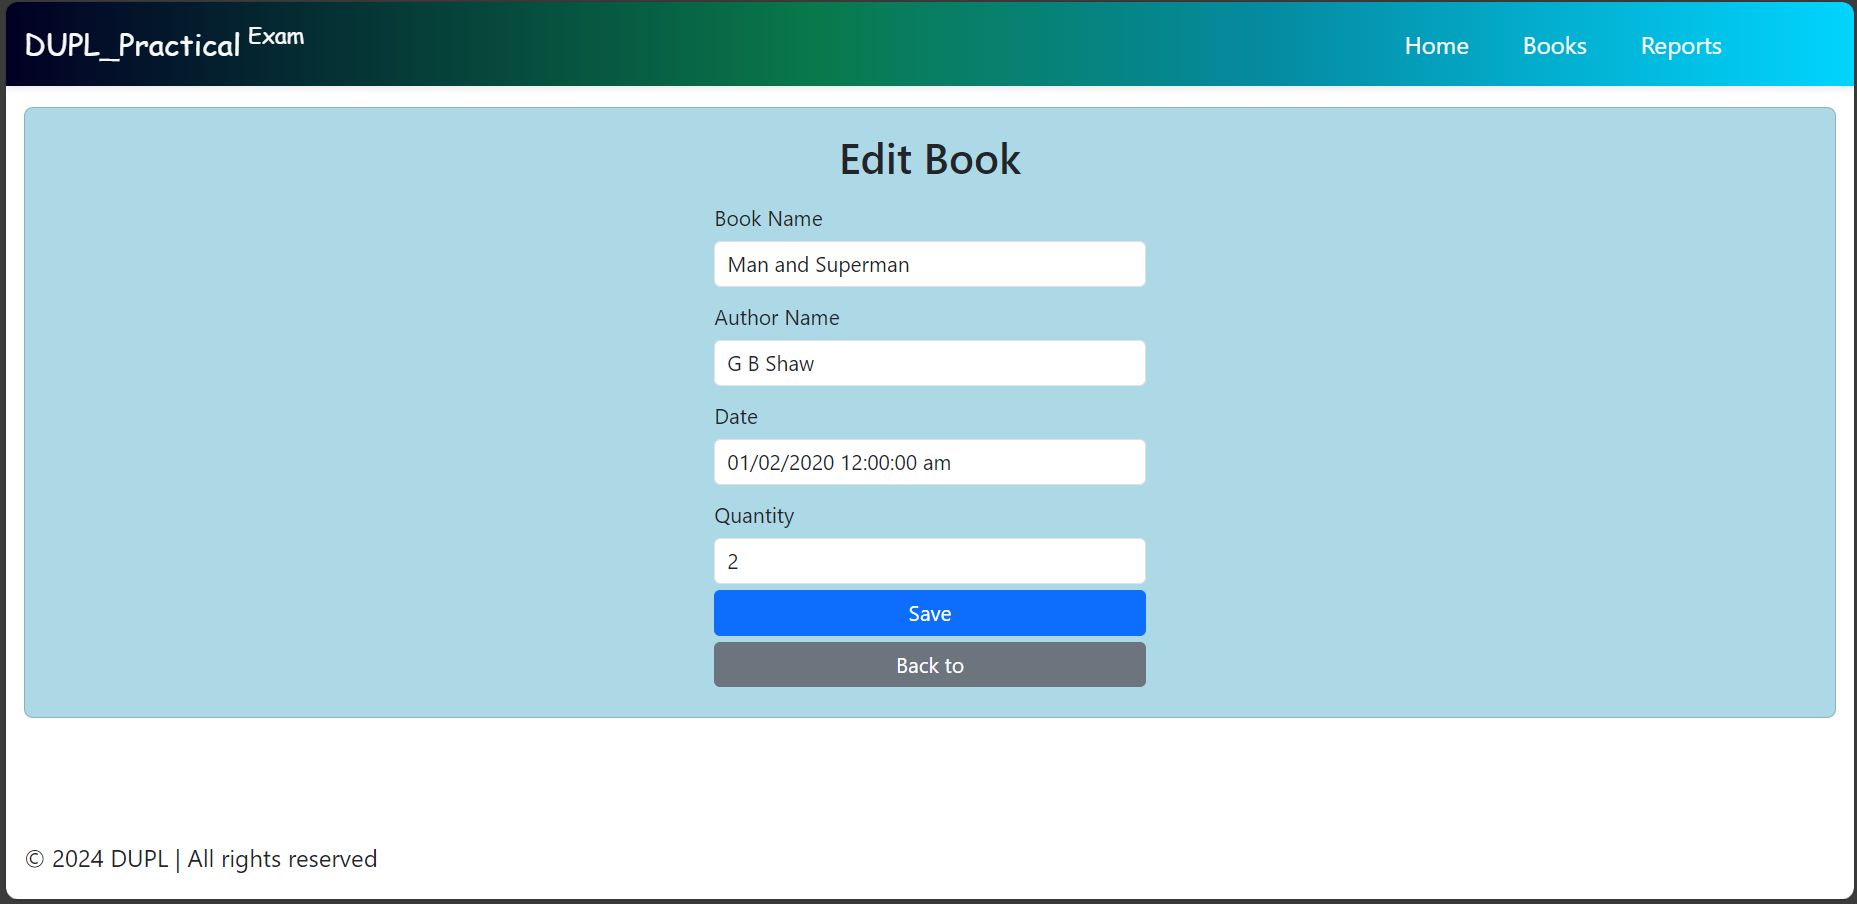 DUPL_Practical Exam Home Books Reports
Edit Book
Book Name
Man and Superman
Author Name
G B Shaw
Date
01/02/2020 12:00:00 am
Quantity
2
Save
Back to
© 2024 DUPL | All rights reserved